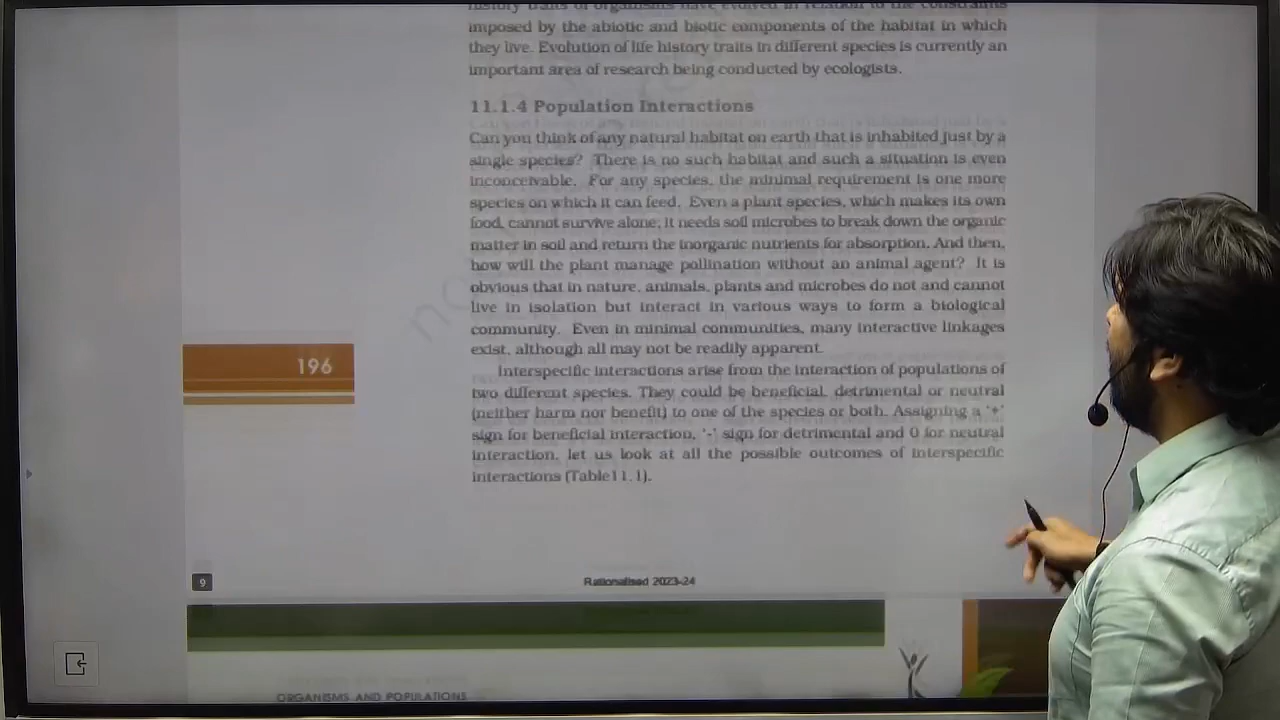 history traits of organisms have evolved in relation to the constraints
imposed by the abiotic and biotic components of the habitat in which
they live. Evolution of life history traits in different species is currently an
important area of research being conducted by ecologists.
11.1.4 Population Interactions
Can you think of any natural habitat on earth that is inhabited just by a
single species? There is no such habitat and such a situation is even
inconceivable. For any species, the minimal requirement is one more
species on which it can feed. Even a plant species, which makes its own
food, cannot survive alone; it needs soil microbes to break down the organic
matter in soil and return the inorganic nutrients for absorption. And then,
how will the plant manage pollination without an animal agent? It is
obvious that in nature, animals, plants and microbes do not and cannot
live in isolation but interact in various ways to form a biological
community. Even in minimal communities, many interactive linkages
exist, although all may not be readily apparent.
196
Interspecific interactions arise from the interaction of populations of
two different species. They could be beneficial, detrimental or neutral
(neither harm nor benefit) to one of the species or both. Assigning a '+'
sign for beneficial interaction, '-' sign for detrimental and 0 for neutral
interaction, let us look at all the possible outcomes of interspecific
interactions (Table11.1).
9
Rationalised 2023-24
ORGANISMS AND POPULATIONS